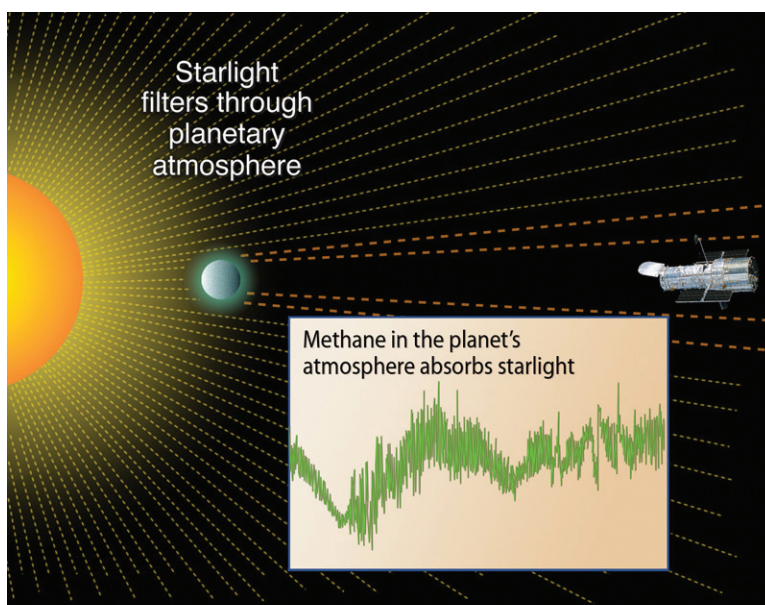 Starlight
filters through
planetary
atmosphere
Methane in the planet’s
atmosphere absorbs starlight